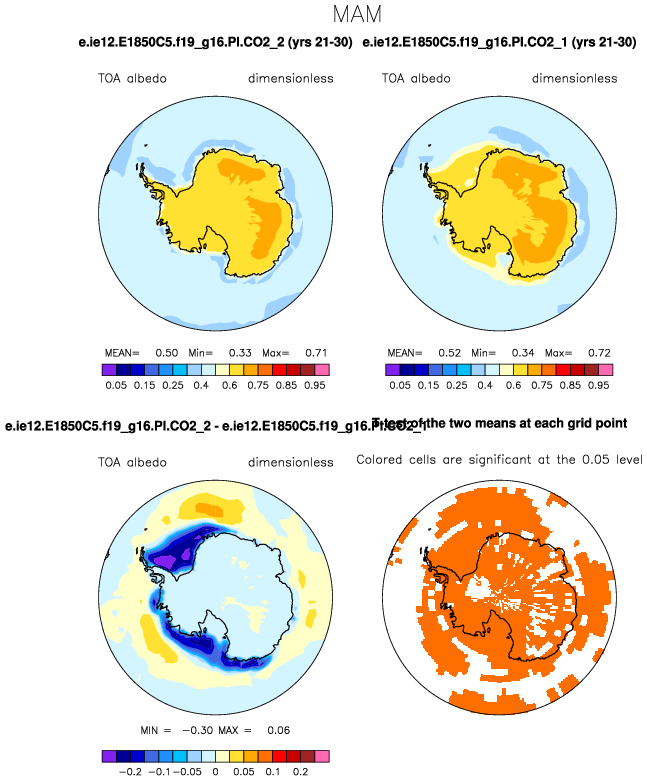 MAM
e.ie12.E1850C5.f19_g16.PI.CO2_2 (yrs 21-30) e.ie12.E1850C5.f19_g16.PI.CO2_1 (yrs 21-30)
TOA albedo dimensionless TOA albedo dimensionless
MEAN= 0.50 Min= 0.33 Max= 0.71 MEAN= 0.52 Min= 0.34 Max= 0.72
0.05 0.15 0.25 0.4 0.6 0.75 0.85 0.95 0.05 0.15 0.25 0.4 0.6 0.75 0.85 0.95
e.ie12.E1850C5.f19_g16.PI.CO2_2 - e.ie12.E1850C5.f19_g16.PI.CO2_1 T-test of the two means at each grid point
TOA albedo dimensionless Colored cells are significant at the 0.05 level
MIN = -0.30 MAX = 0.06
-0.2 -0.1 -0.05 0 0.05 0.1 0.2